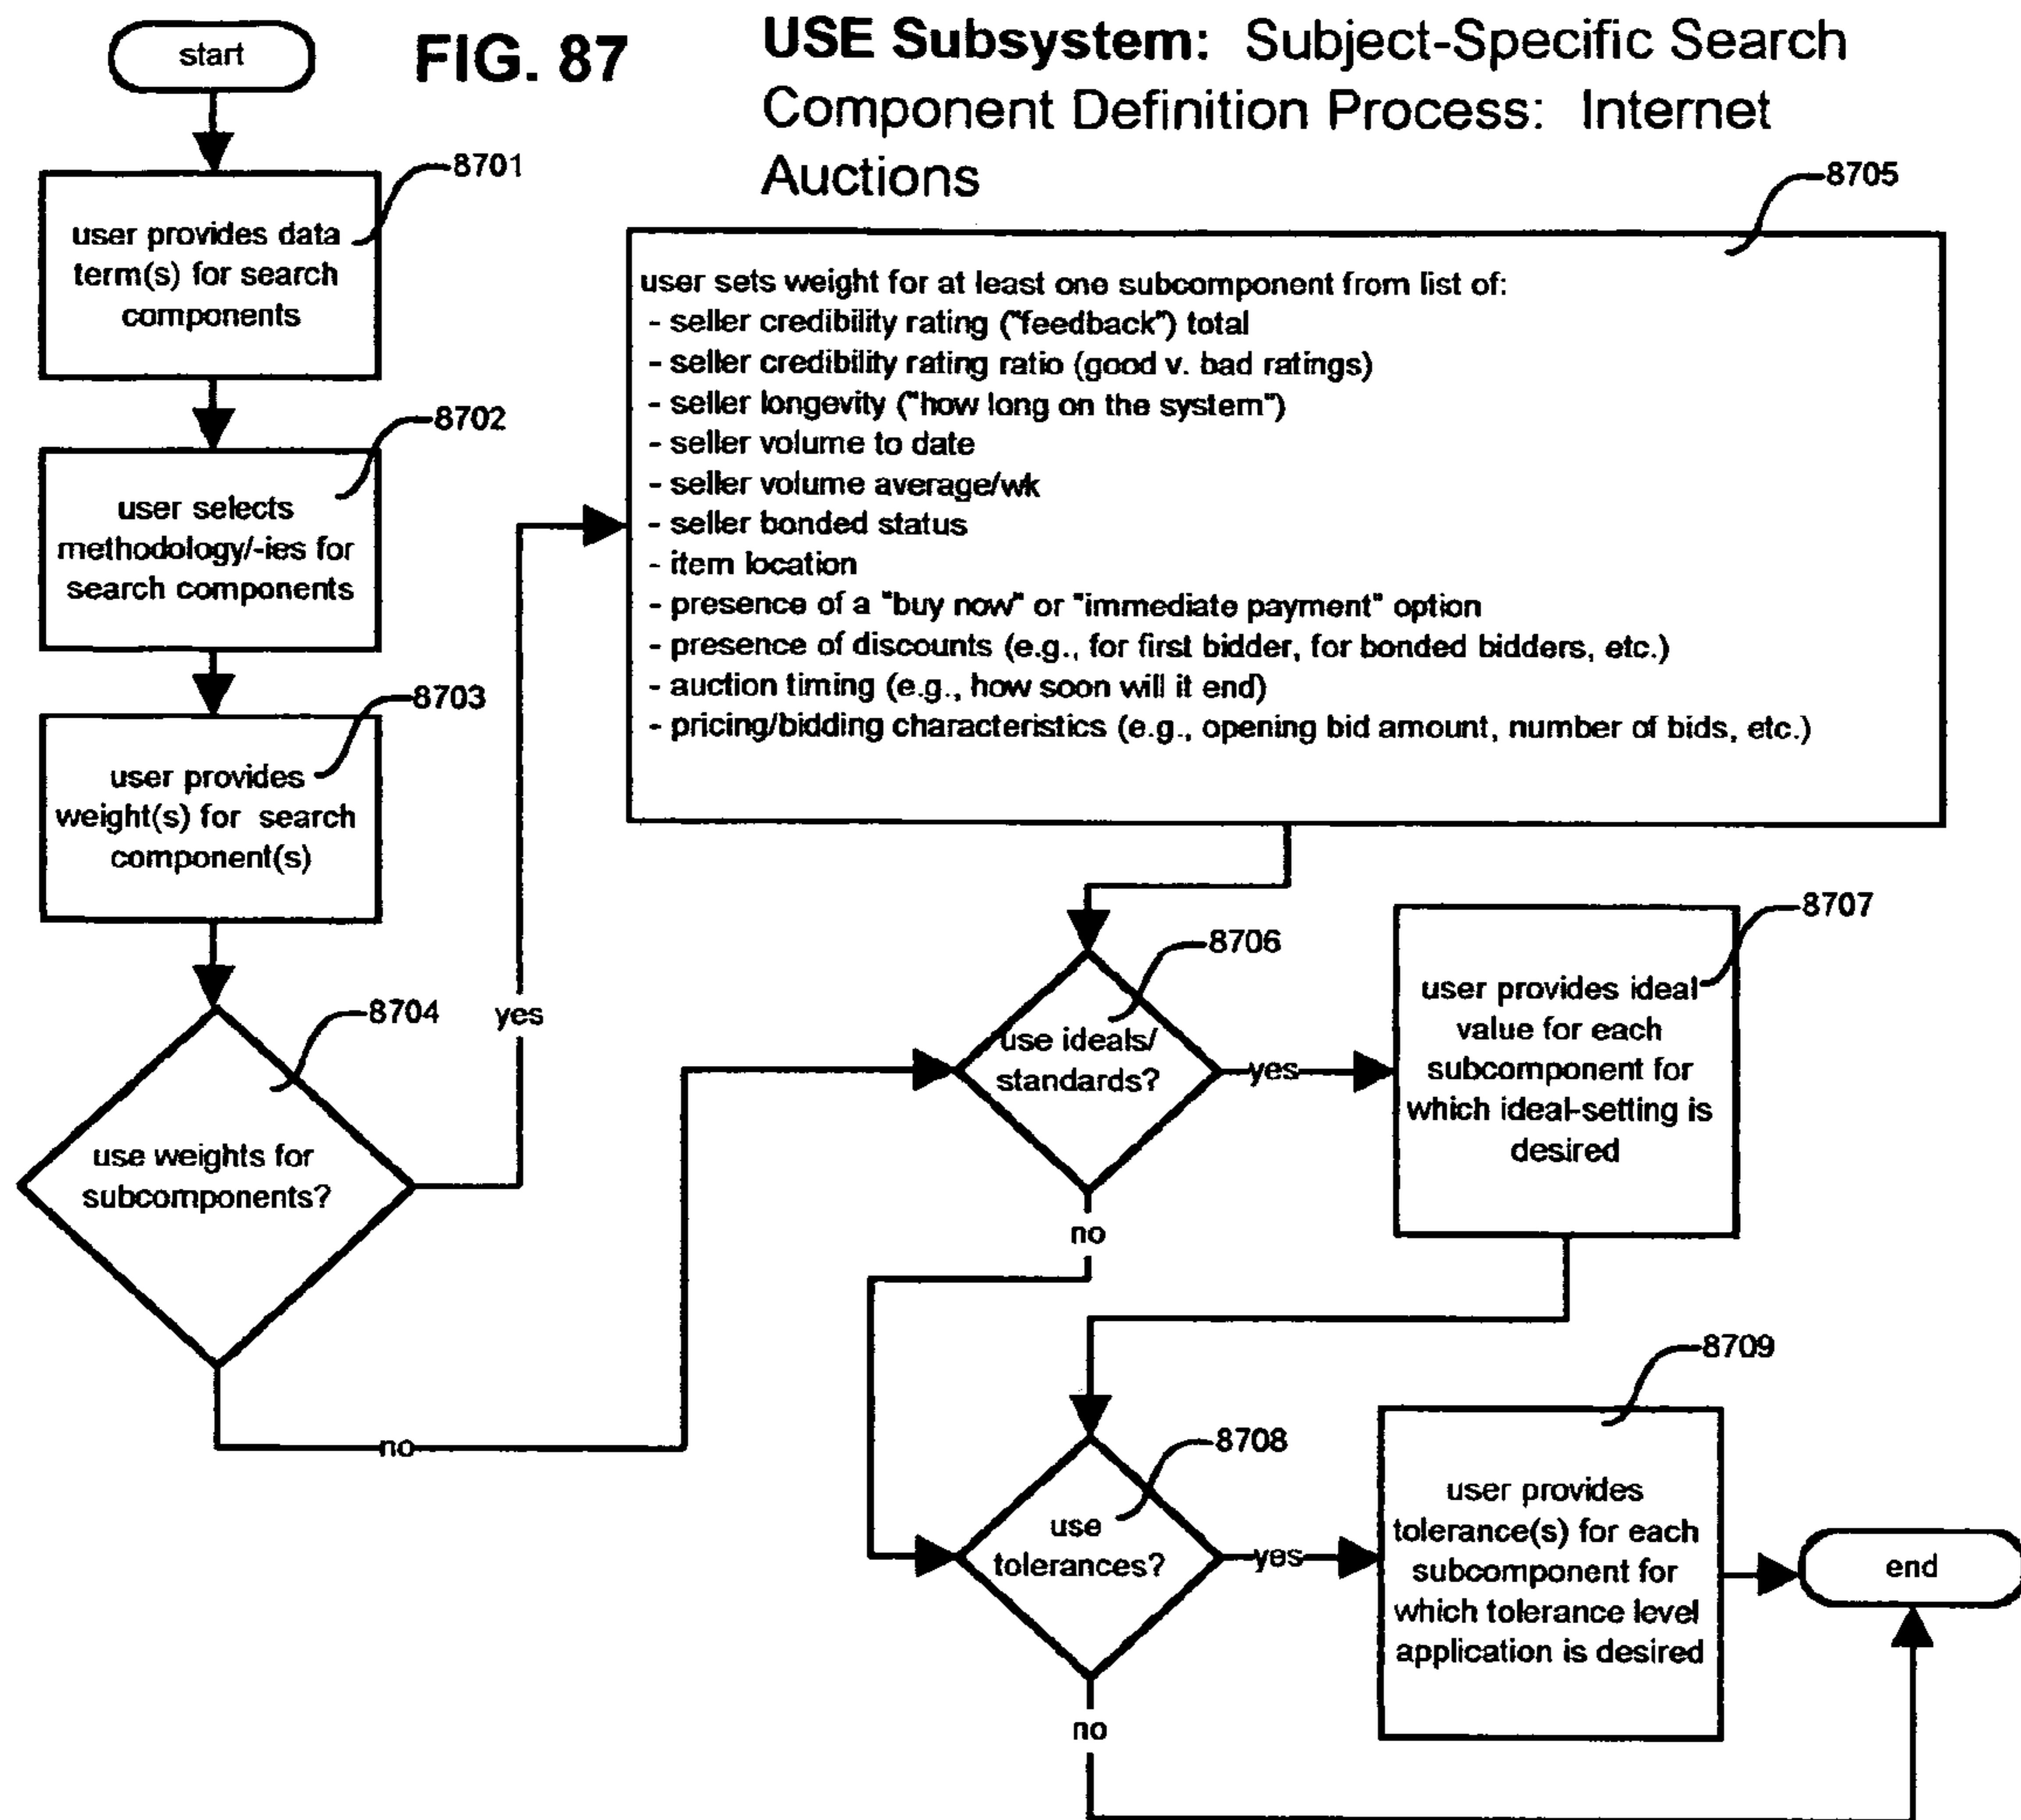 start
FIG. 87
USE Subsystem: Subject-Specific Search
Component Definition Process: Internet
Auctions
8701
user provides data
term(s) for search
components
8702
user selects
methodology/-ies for
search components
8703
user provides
weight(s) for search
component(s)
8704
use weights for
subcomponents?
yes
no
8705
user sets weight for at least one subcomponent from list of:
- seller credibility rating ("feedback") total
- seller credibility rating ratio (good v. bad ratings)
- seller longevity ("how long on the system")
- seller volume to date
- seller volume average/wk
- seller bonded status
- item location
- presence of a "buy now" or "immediate payment" option
- presence of discounts (e.g., for first bidder, for bonded bidders, etc.)
- auction timing (e.g., how soon will it end)
- pricing/bidding characteristics (e.g., opening bid amount, number of bids, etc.)
8706
use ideals/
standards?
yes
no
8707
user provides ideal
value for each
subcomponent for
which ideal-setting is
desired
8708
use
tolerances?
yes
no
8709
user provides
tolerance(s) for each
subcomponent for
which tolerance level
application is desired
end